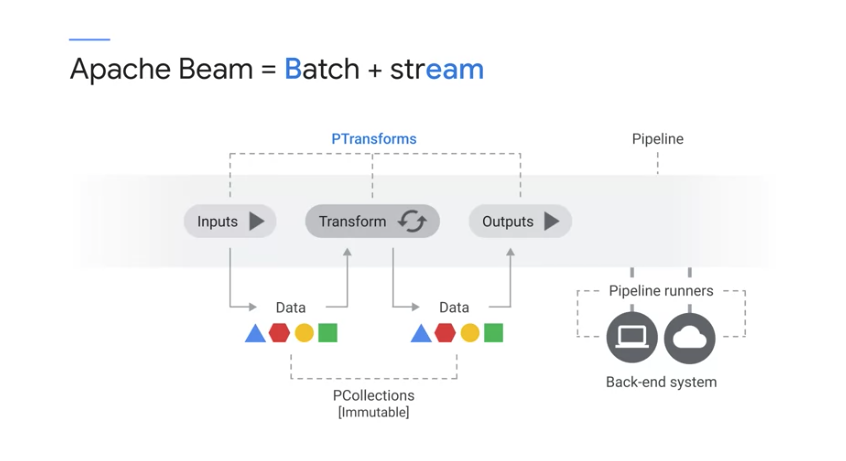 Apache Beam = Batch + stream
PTransforms
Pipeline
Inputs
Transform
Outputs
Data
Data
Pipeline runners
Back-end system
PCollections
[Immutable]